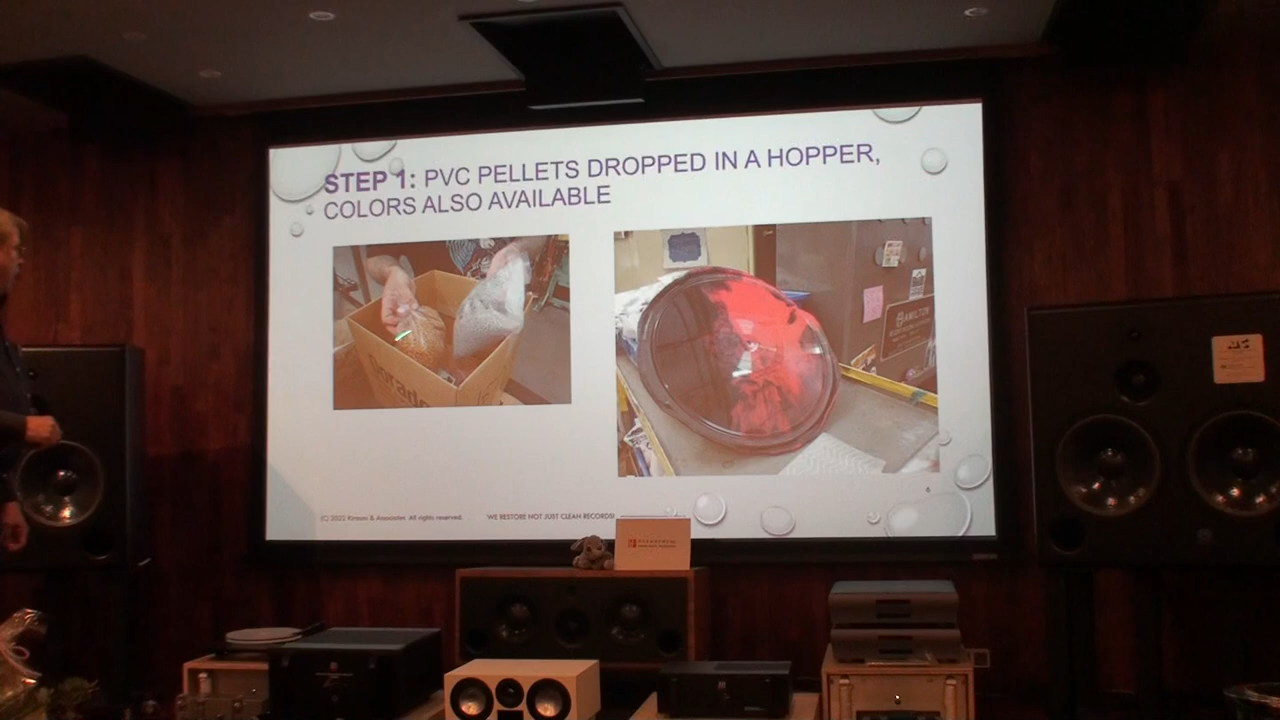 STEP 1: PVC PELLETS DROPPED IN A HOPPER,
COLORS ALSO AVAILABLE
HAMILTON
(C) 2022 Kirmuss & Associates All rights reserved.
"WE RESTORE NOT JUST CLEAN RECORDS!